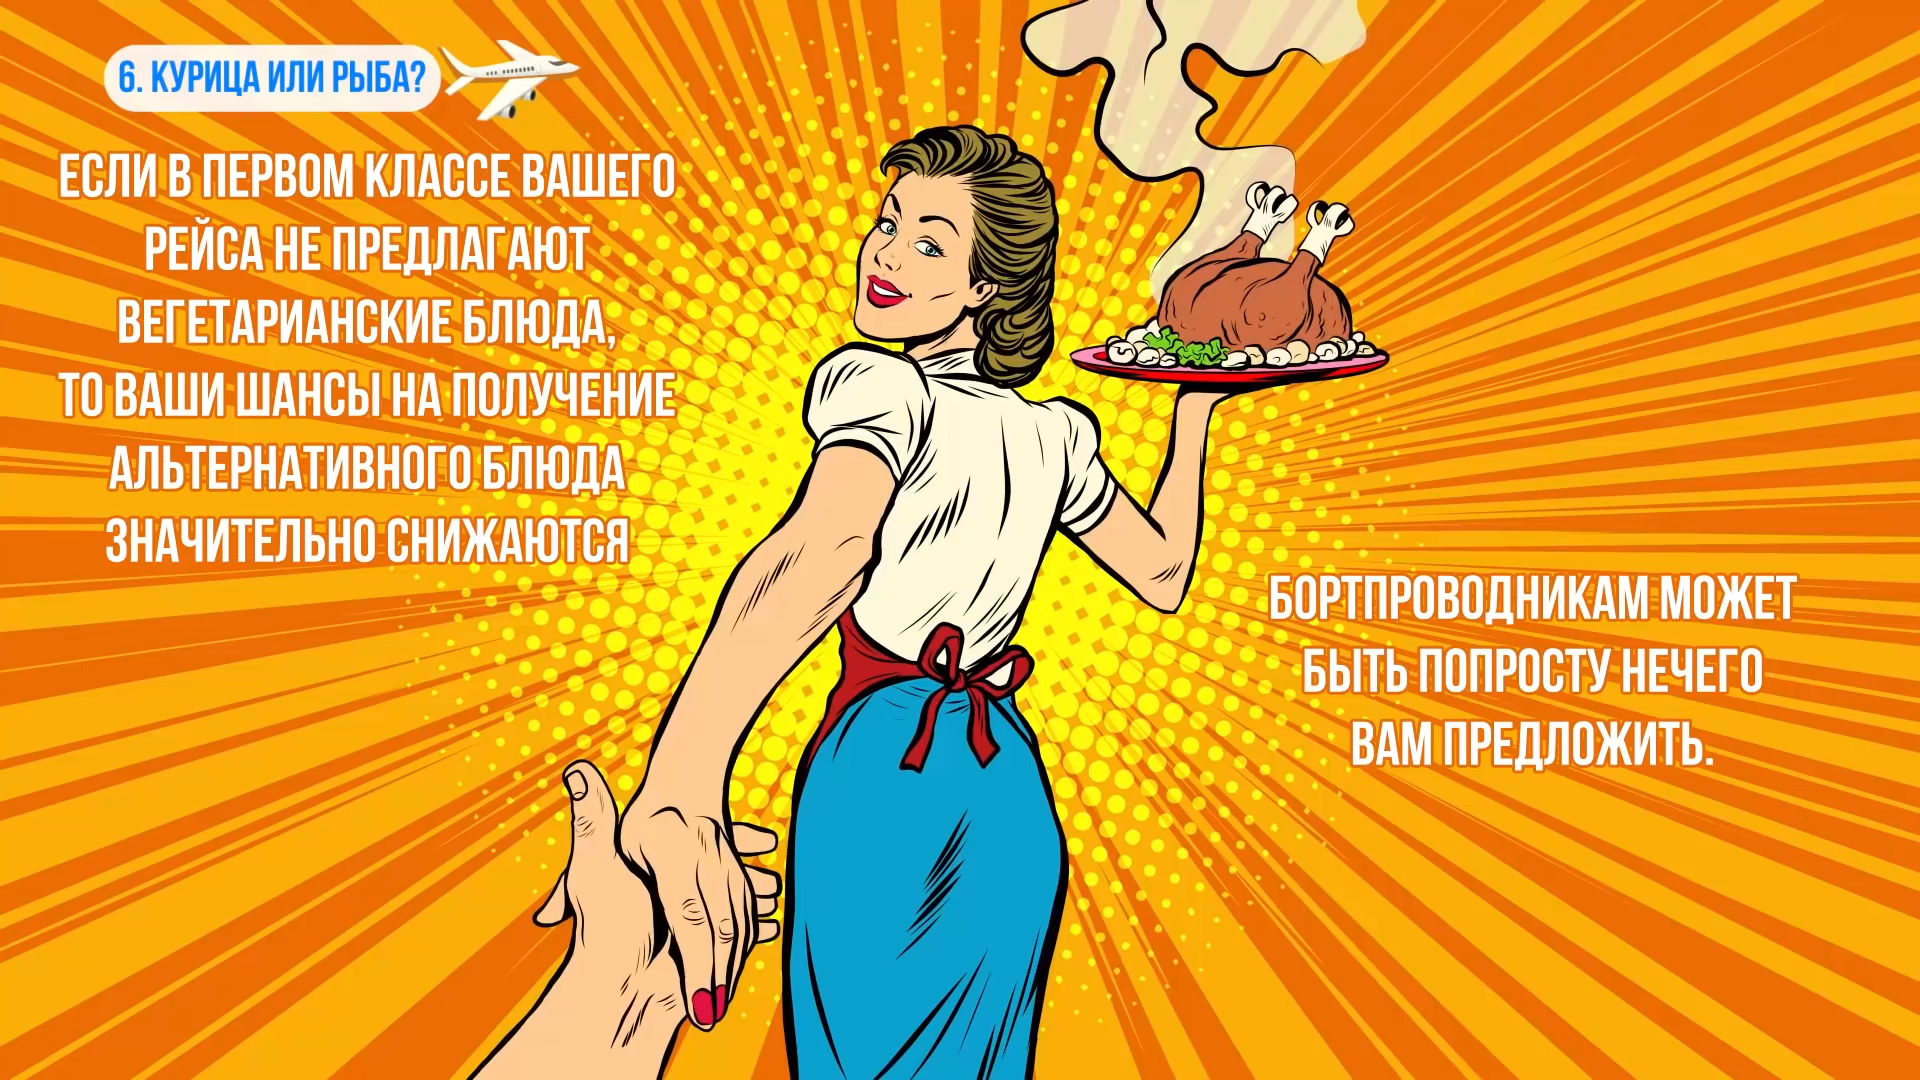 6. КУРИЦА ИЛИ РЫБА?
ЕСЛИ В ПЕРВОМ КЛАССЕ ВАШЕГО
РЕЙСА НЕ ПРЕДЛАГАЮТ
ВЕГЕТАРИАНСКИЕ БЛЮДА,
ТО ВАШИ ШАНСЫ НА ПОЛУЧЕНИЕ
АЛЬТЕРНАТИВНОГО БЛЮДА
ЗНАЧИТЕЛЬНО СНИЖАЮТСЯ
БОРТПРОВОДНИКАМ МОЖЕТ
БЫТЬ ПОПРОСТУ НЕЧЕГО
ВАМ ПРЕДЛОЖИТЬ.